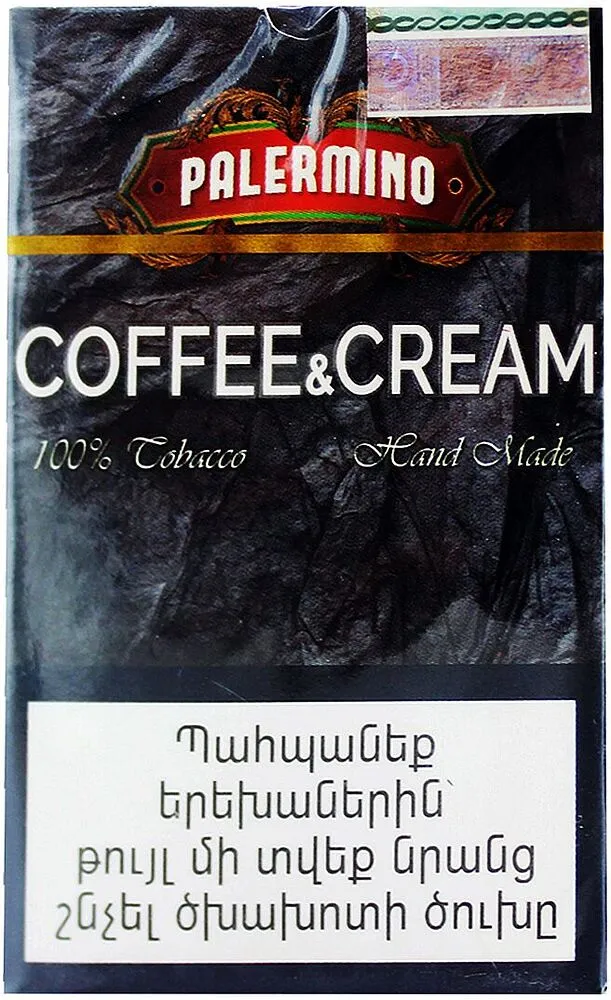 PALERMINO
COFFEE & CREAM
100% Tobacco Hand Made
Պահպանեք
երեխաներին՝
թույլ մի տվեք նրանց
շնչել ծխախոտի ծուխը